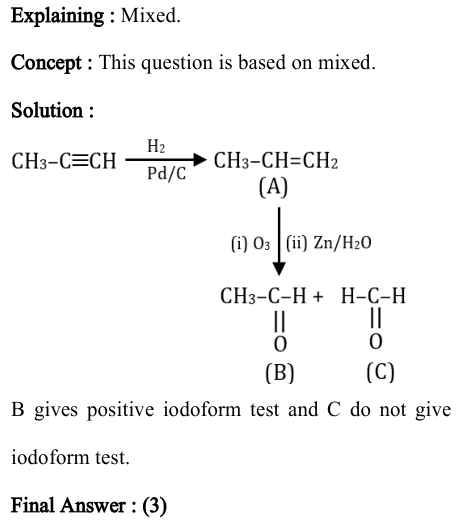 Explaining : Mixed.
Concept : This question is based on mixed.
Solution :
CH3–C≡CH H2 Pd/C CH3–CH=CH2
(A)
(i) O3 (ii) Zn/H2O
CH3–C–H + H–C–H
|| ||
O O
(B) (C)
B gives positive iodoform test and C do not give
iodoform test.
Final Answer : (3)